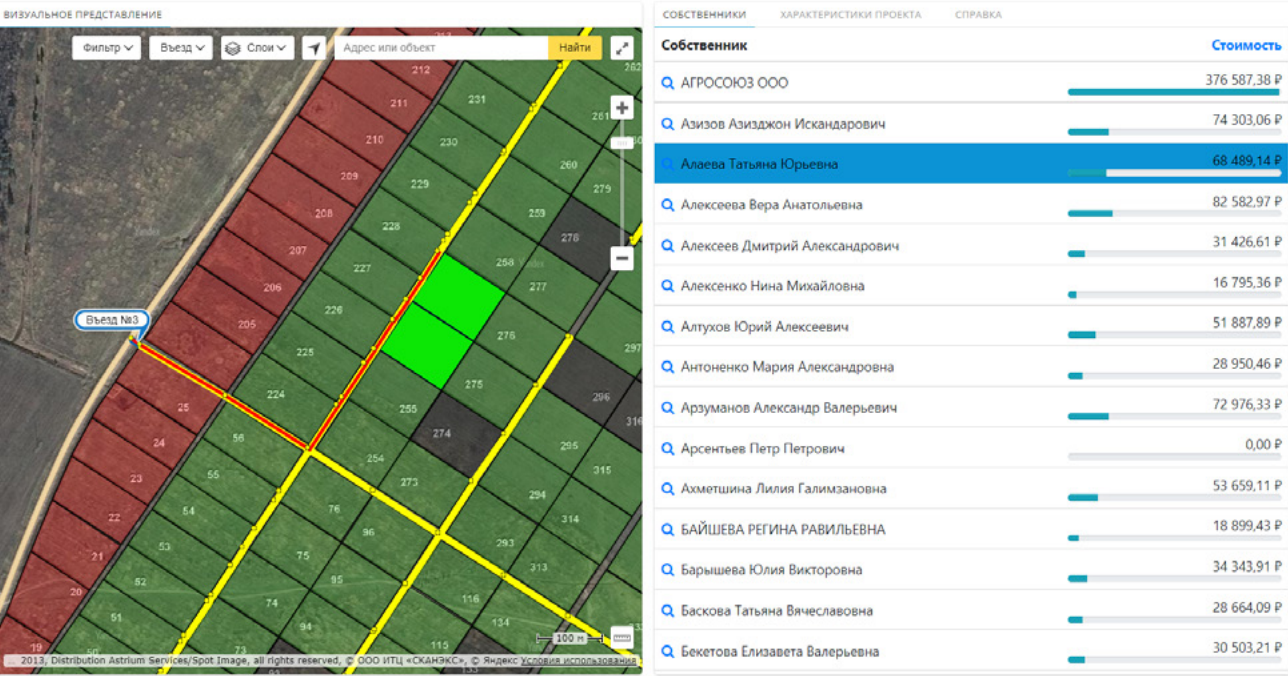 ВИЗУАЛЬНОЕ ПРЕДСТАВЛЕНИЕ
Фильтр
Въезд
Слои
Адрес или объект
Найти
212
211
231
210
230
260
209
229
279
208
228
259
278
207
227
258
Yandex
277
206
226
205
276
225
275
297
Въезд №3
224
25
255
296
56
274
316
24
254
295
55
273
315
23
54
76
294
22
96
314
53
75
293
21
52
95
313
20
74
116
51
94
134
19
115
100 м
... 2013, Distribution Astrium Services/Spot Image, all rights reserved, © ООО ИТЦ «СКАНЭКС», © Яндекс Условия использования
СОБСТВЕННИКИ ХАРАКТЕРИСТИКИ ПРОЕКТА СПРАВКА
Собственник Стоимость
АГРОСОЮЗ ООО 376 587,38 ₽
Азизов Азизджон Искандарович 74 303,06 ₽
Алаева Татьяна Юрьевна 68 489,14 ₽
Алексеева Вера Анатольевна 82 582,97 ₽
Алексеев Дмитрий Александрович 31 426,61 ₽
Алексенко Нина Михайловна 16 795,36 ₽
Алтухов Юрий Алексеевич 51 887,89 ₽
Антоненко Мария Александровна 28 950,46 ₽
Арзуманов Александр Валерьевич 72 976,33 ₽
Арсентьев Петр Петрович 0,00 ₽
Ахметшина Лилия Галимзановна 53 659,11 ₽
БАЙШЕВА РЕГИНА РАВИЛЬЕВНА 18 899,43 ₽
Барышева Юлия Викторовна 34 343,91 ₽
Баскова Татьяна Вячеславовна 28 664,09 ₽
Бекетова Елизавета Валерьевна 30 503,21 ₽